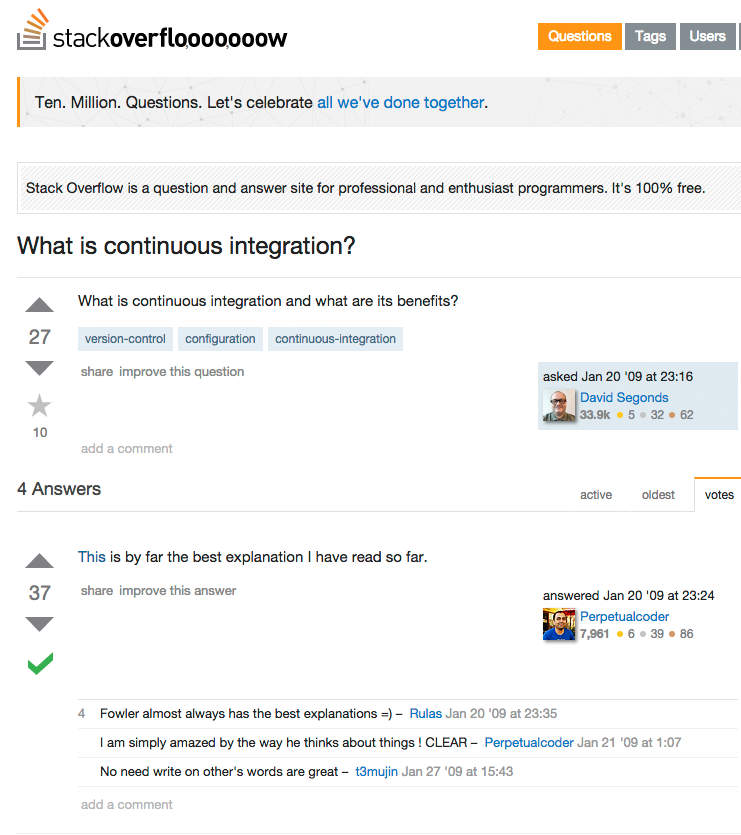 stackoverflooooooow
Questions Tags Users
Ten. Million. Questions. Let's celebrate all we've done together.
Stack Overflow is a question and answer site for professional and enthusiast programmers. It's 100% free.
What is continuous integration?
What is continuous integration and what are its benefits?
27
version-control configuration continuous-integration
share improve this question
asked Jan 20 '09 at 23:16
David Segonds
33.9k 5 32 62
10
add a comment
4 Answers
active oldest votes
This is by far the best explanation I have read so far.
37
share improve this answer
answered Jan 20 '09 at 23:24
Perpetualcoder
7,961 6 39 86
4 Fowler almost always has the best explanations =) – Rulas Jan 20 '09 at 23:35
I am simply amazed by the way he thinks about things ! CLEAR – Perpetualcoder Jan 21 '09 at 1:07
No need write on other's words are great – t3mujin Jan 27 '09 at 15:43
add a comment